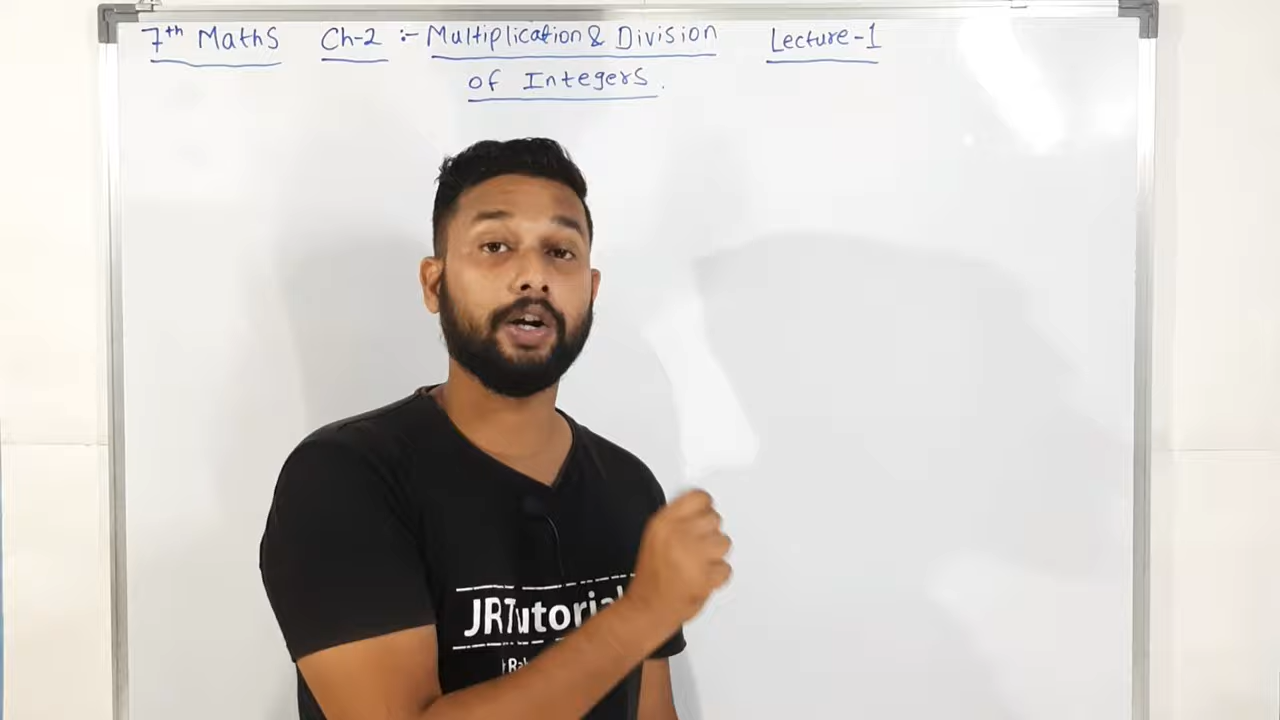 7th Maths Ch-2 :- Multiplication & Division Lecture-1
of Integers.
JRTutorial